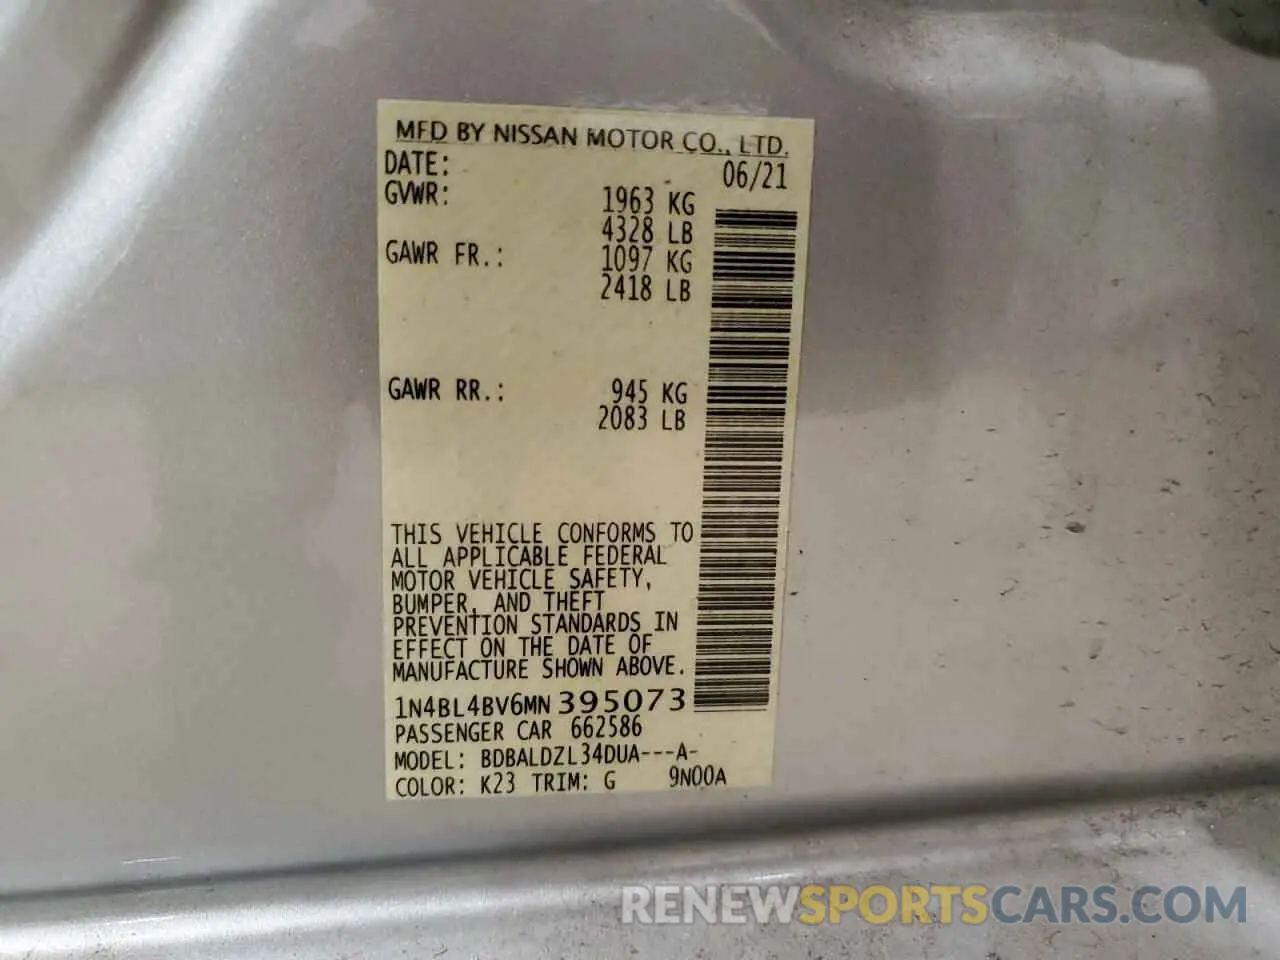 MFD BY NISSAN MOTOR CO., LTD.
DATE: 06/21
GVWR: 1963 KG
4328 LB
GAWR FR.: 1097 KG
2418 LB
GAWR RR.: 945 KG
2083 LB
THIS VEHICLE CONFORMS TO
ALL APPLICABLE FEDERAL
MOTOR VEHICLE SAFETY,
BUMPER, AND THEFT
PREVENTION STANDARDS IN
EFFECT ON THE DATE OF
MANUFACTURE SHOWN ABOVE.
1N4BL4BV6MN395073
PASSENGER CAR 662586
MODEL: BDBALDZL34DUA---A-
COLOR: K23 TRIM: G 9N00A
RENEWSPORTSCARS.COM